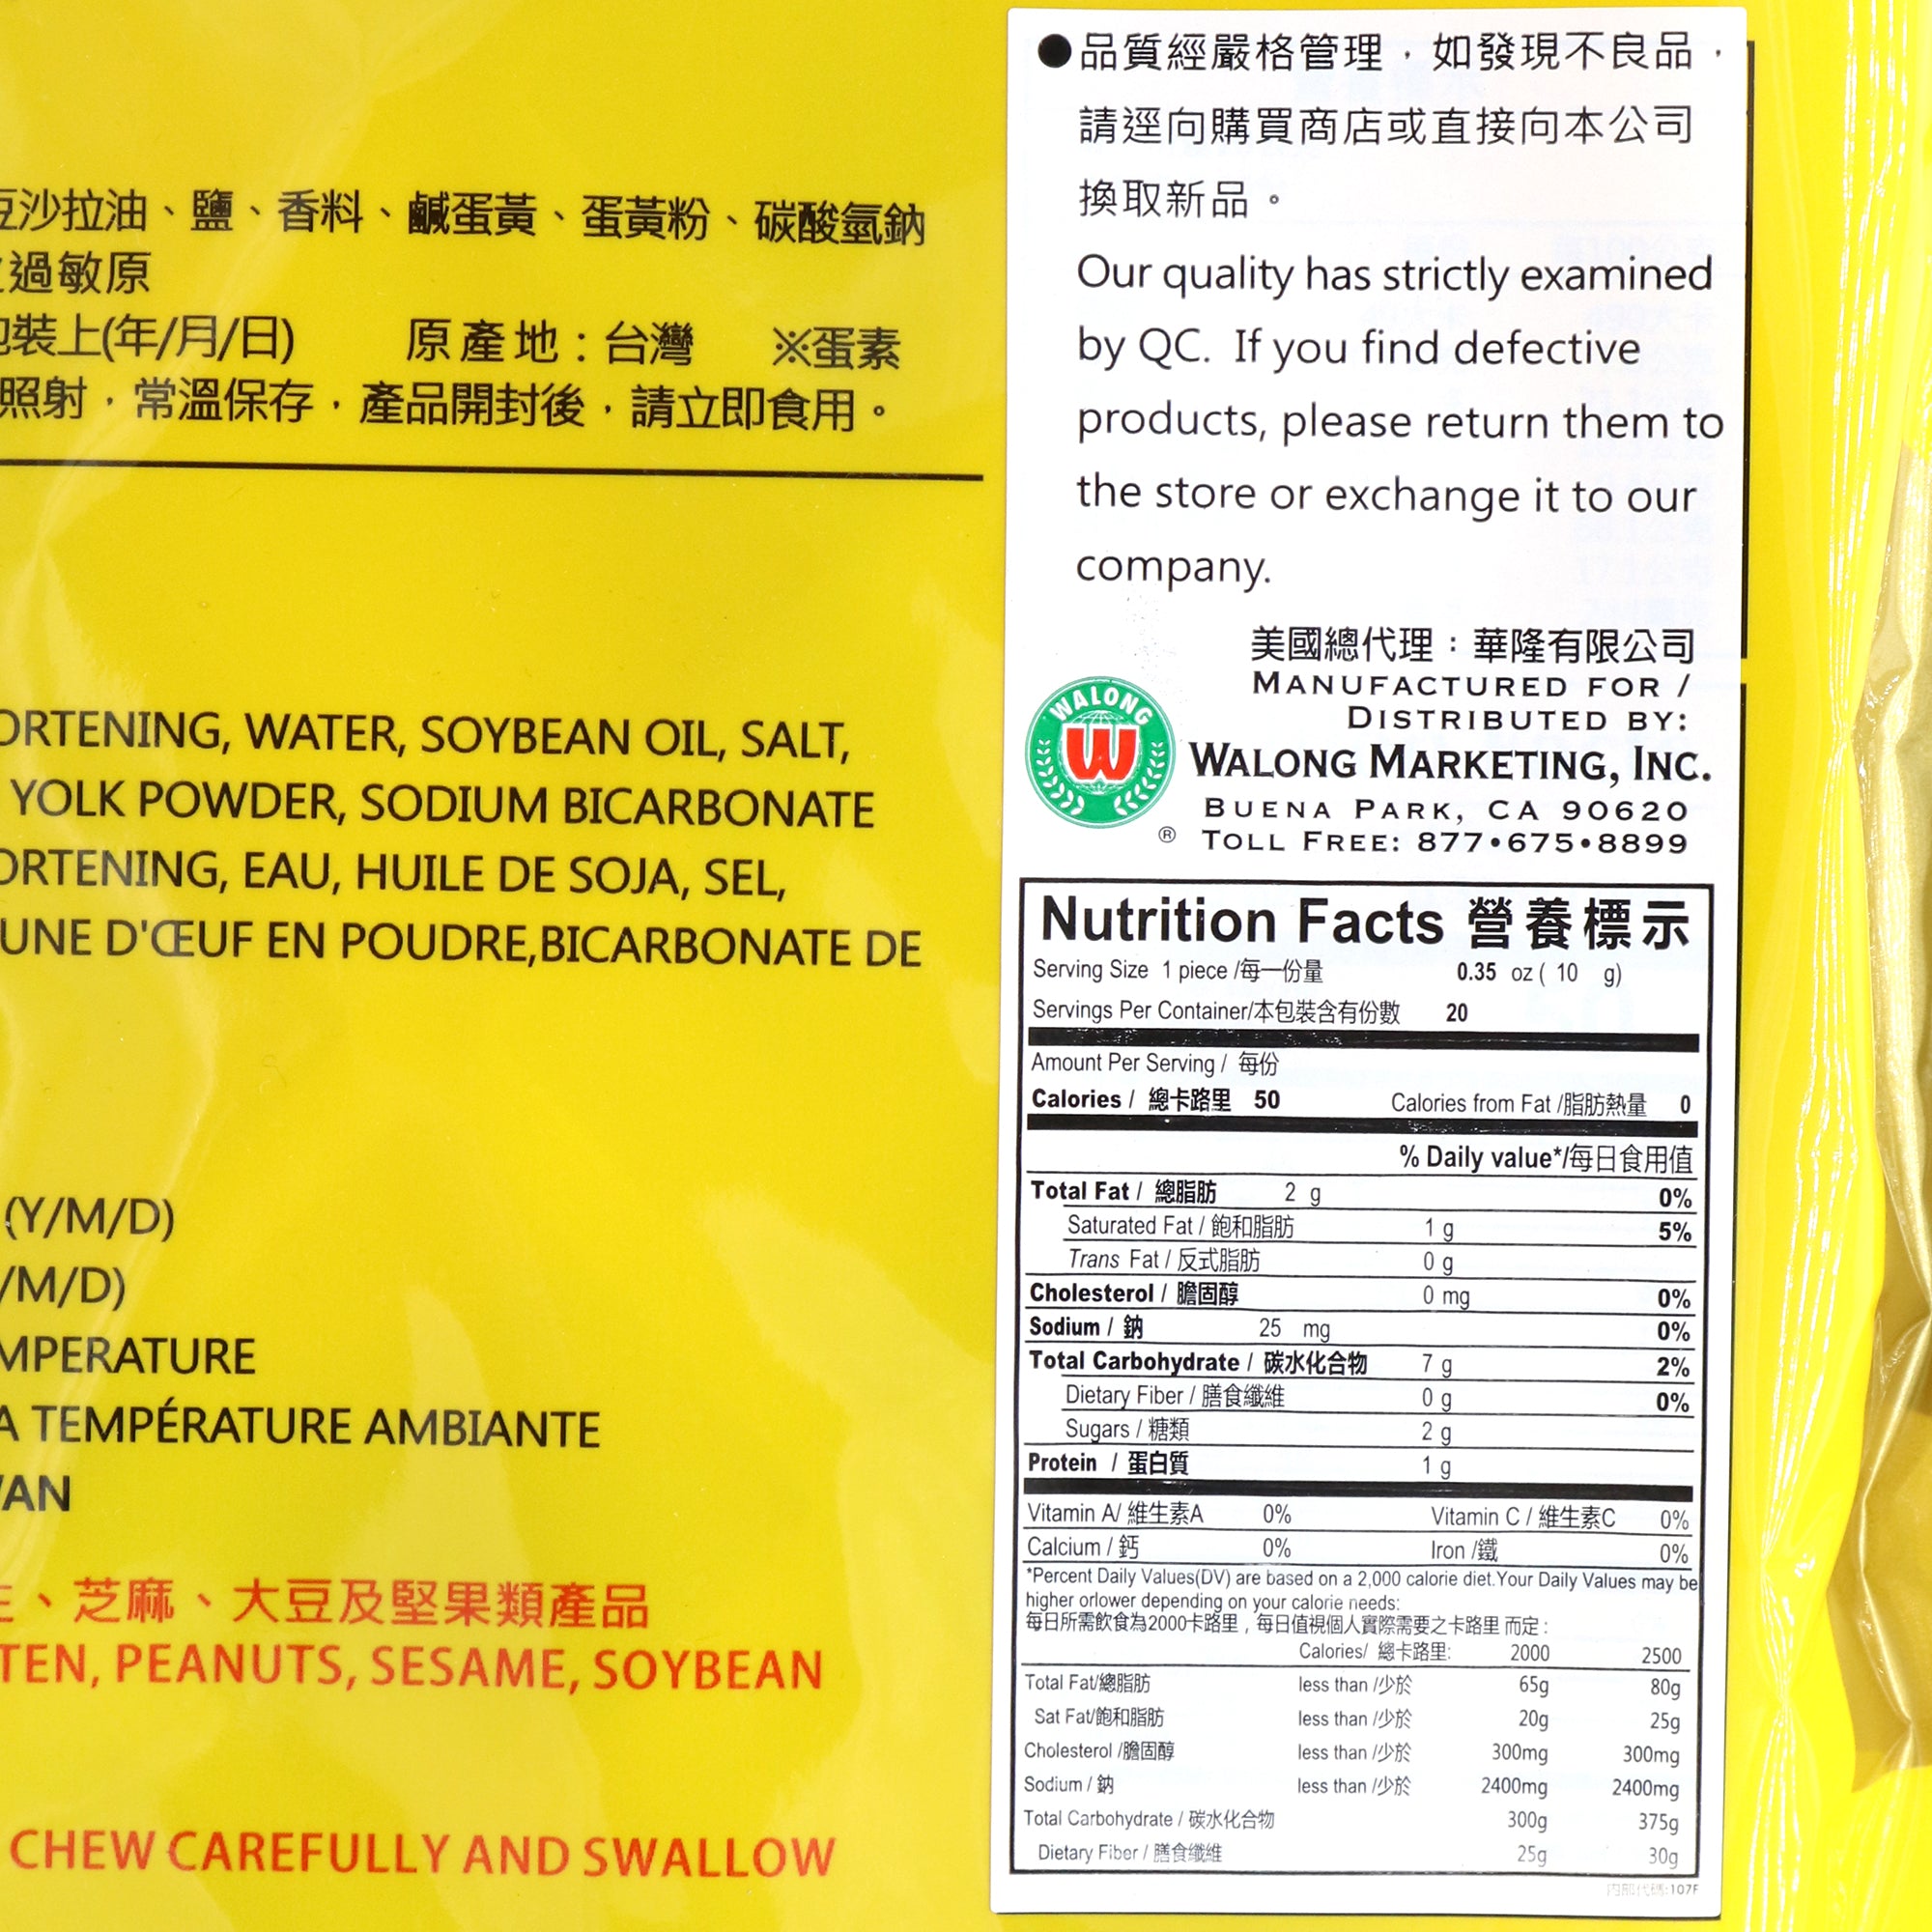 豆沙拉油、鹽、香料、鹹蛋黃、蛋黃粉、碳酸氫鈉
過敏原
包裝上(年/月/日) 原產地：台灣 ※蛋素
照射，常溫保存，產品開封後，請立即食用。
ORTENING, WATER, SOYBEAN OIL, SALT,
YOLK POWDER, SODIUM BICARBONATE
ORTENING, EAU, HUILE DE SOJA, SEL,
UNE D'ŒUF EN POUDRE,BICARBONATE DE
(Y/M/D)
/M/D)
MPERATURE
A TEMPÉRATURE AMBIANTE
AN
、芝麻、大豆及堅果類產品
TEN, PEANUTS, SESAME, SOYBEAN
CHEW CAREFULLY AND SWALLOW
●品質經嚴格管理，如發現不良品，
請逕向購買商店或直接向本公司
換取新品。
Our quality has strictly examined
by QC. If you find defective
products, please return them to
the store or exchange it to our
company.
美國總代理：華隆有限公司
MANUFACTURED FOR /
DISTRIBUTED BY:
WALONG
W
®
WALONG MARKETING, INC.
BUENA PARK, CA 90620
TOLL FREE: 877•675•8899
Nutrition Facts 營養標示
Serving Size 1 piece /每一份量 0.35 oz ( 10 g)
Servings Per Container/本包裝含有份數 20
Amount Per Serving / 每份
Calories / 總卡路里 50 Calories from Fat /脂肪熱量 0
% Daily value*/每日食用值
Total Fat / 總脂肪 2 g 0%
Saturated Fat / 飽和脂肪 1 g 5%
Trans Fat / 反式脂肪 0 g
Cholesterol / 膽固醇 0 mg 0%
Sodium / 鈉 25 mg 0%
Total Carbohydrate / 碳水化合物 7 g 2%
Dietary Fiber / 膳食纖維 0 g 0%
Sugars / 糖類 2 g
Protein / 蛋白質 1 g
Vitamin A/ 維生素A 0% Vitamin C / 維生素C 0%
Calcium / 鈣 0% Iron /鐵 0%
*Percent Daily Values(DV) are based on a 2,000 calorie diet.Your Daily Values may be
higher orlower depending on your calorie needs:
每日所需飲食為2000卡路里，每日值視個人實際需要之卡路里 而定：
Calories/ 總卡路里: 2000 2500
Total Fat/總脂肪 less than /少於 65g 80g
Sat Fat/飽和脂肪 less than /少於 20g 25g
Cholesterol /膽固醇 less than /少於 300mg 300mg
Sodium / 鈉 less than /少於 2400mg 2400mg
Total Carbohydrate / 碳水化合物 300g 375g
Dietary Fiber / 膳食纖維 25g 30g
內部代碼:107F